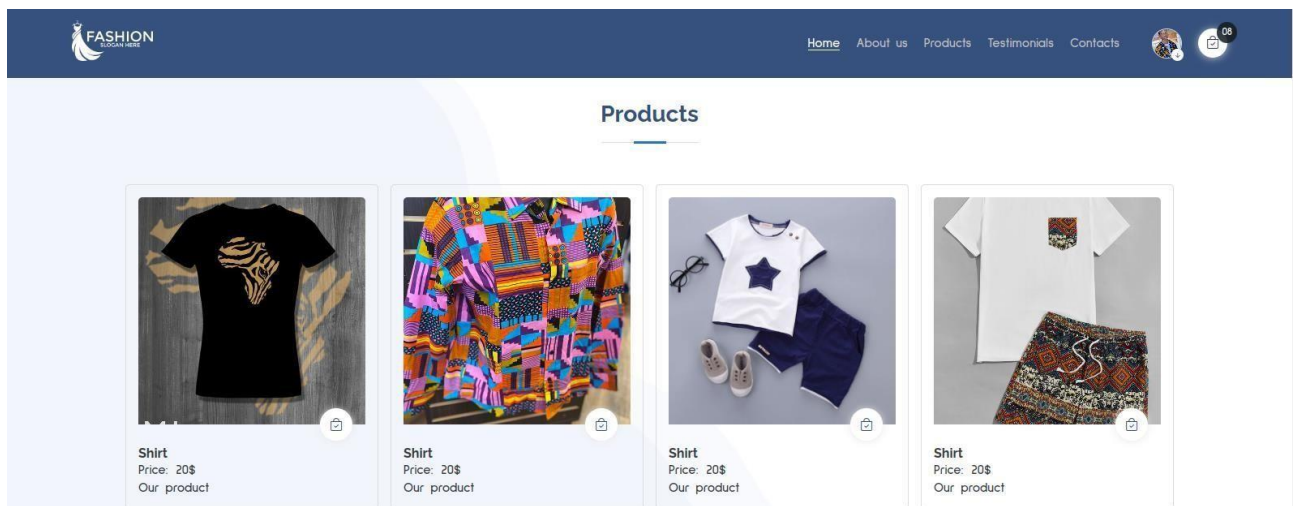 FASHION
SLOGAN HERE
Home About us Products Testimonials Contacts
08
Products
Shirt
Price: 20$
Our product
Shirt
Price: 20$
Our product
Shirt
Price: 20$
Our product
Shirt
Price: 20$
Our product